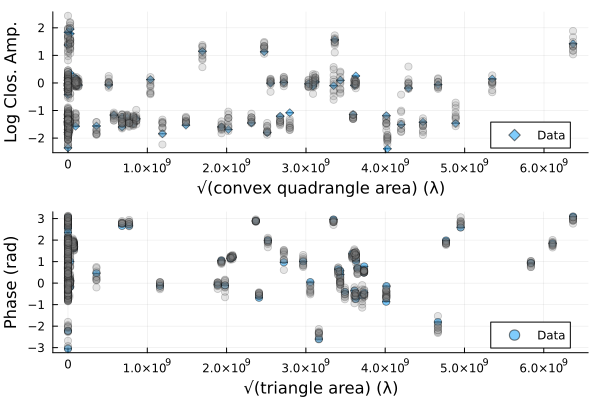 Log Clos. Amp.
2
1
0
−1
−2
Data
0 1.0×10⁹ 2.0×10⁹ 3.0×10⁹ 4.0×10⁹ 5.0×10⁹ 6.0×10⁹
√(convex quadrangle area) (λ)
Phase (rad)
3
2
1
0
−1
−2
−3
Data
0 1.0×10⁹ 2.0×10⁹ 3.0×10⁹ 4.0×10⁹ 5.0×10⁹ 6.0×10⁹
√(triangle area) (λ)